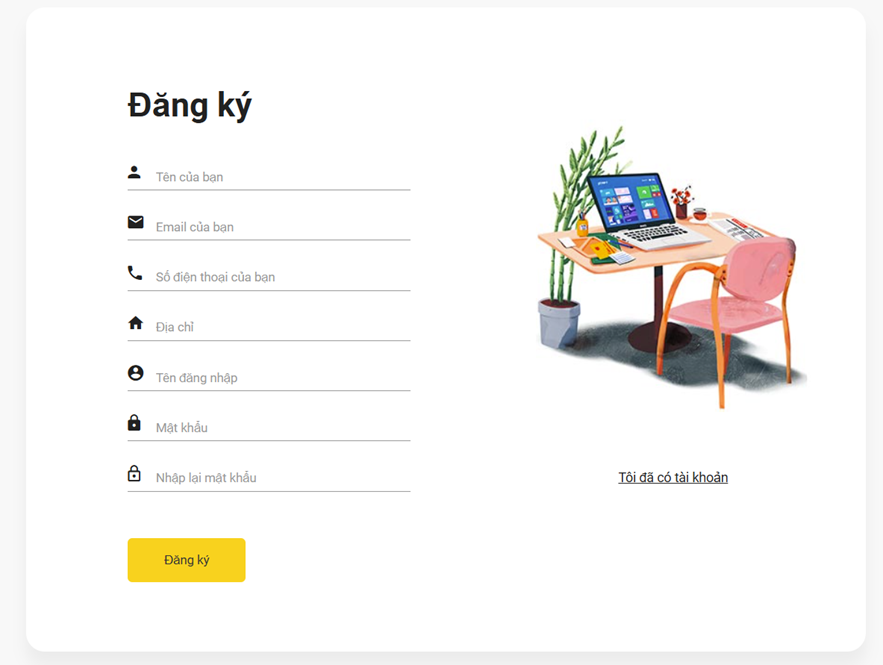 Đăng ký
Tên của bạn
Email của bạn
Số điện thoại của bạn
Địa chỉ
Tên đăng nhập
Mật khẩu
Nhập lại mật khẩu
Tôi đã có tài khoản
Đăng ký